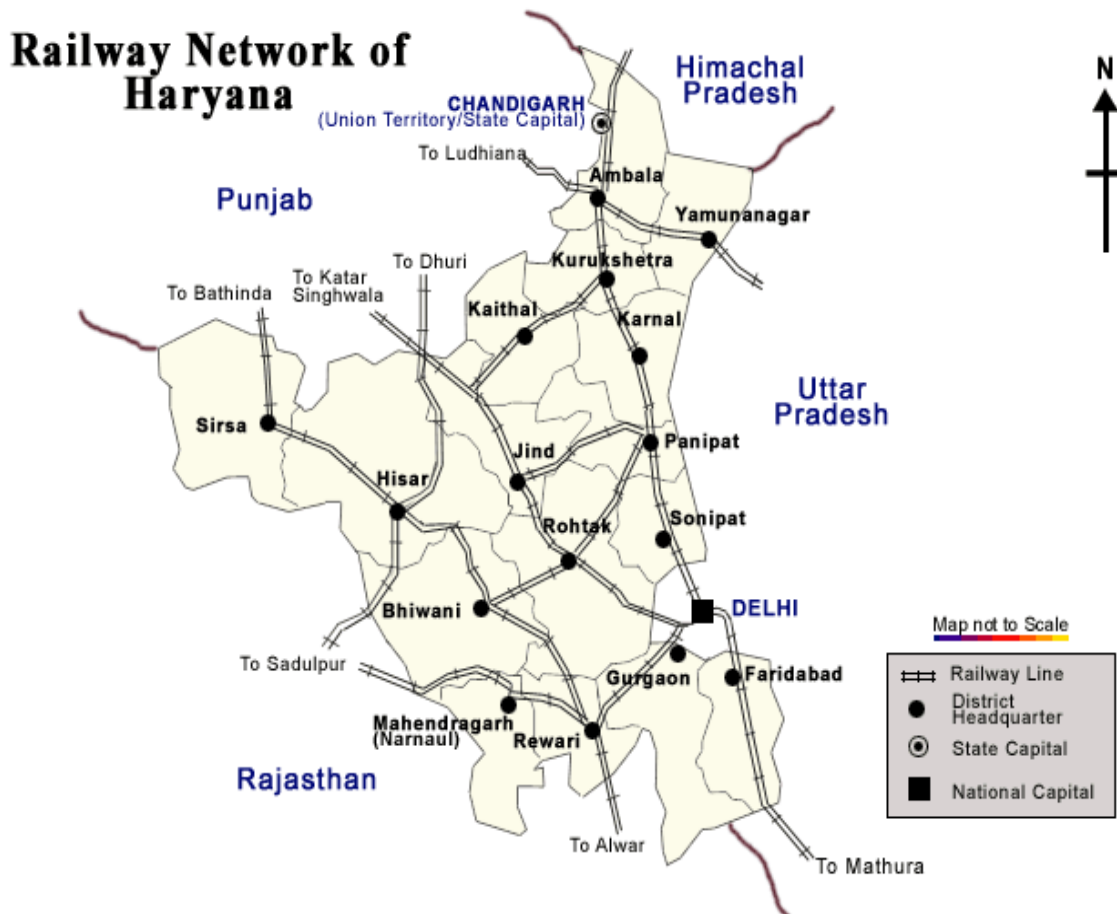 Railway Network of
Haryana
Himachal
Pradesh
N
CHANDIGARH
(Union Territory/State Capital)
To Ludhiana
Ambala
Punjab
Yamunanagar
Kurukshetra
To Dhuri
To Katar
Singhwala
To Bathinda
Kaithal
Karnal
Uttar
Pradesh
Sirsa
Jind
Panipat
Hisar
Rohtak
Sonipat
Bhiwani
DELHI
Map not to Scale
To Sadulpur
Gurgaon
Faridabad
Mahendragarh
(Narnaul)
Rewari
Rajasthan
To Alwar
To Mathura
Railway Line
District
Headquarter
State Capital
National Capital